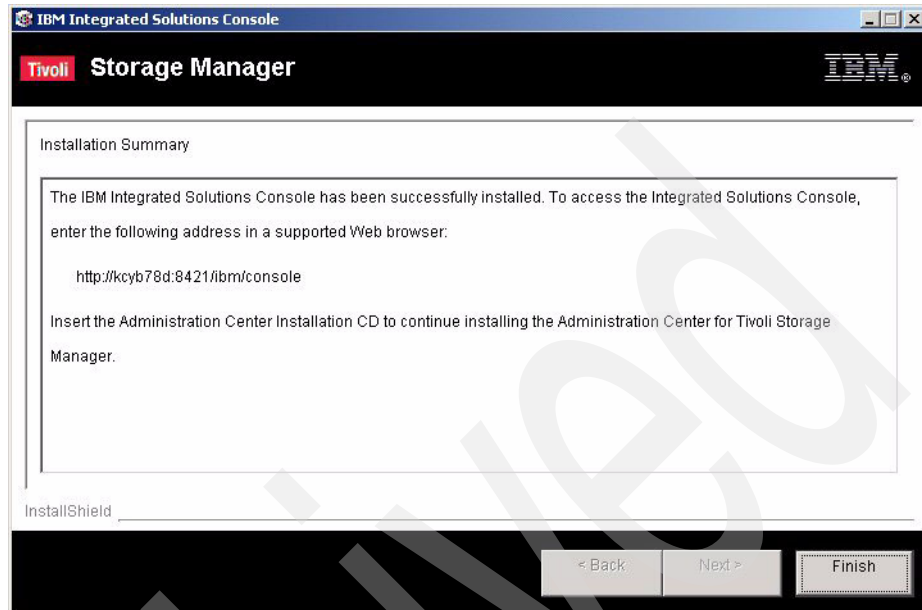 IBM Integrated Solutions Console
Tivoli Storage Manager
IBM®
Installation Summary
The IBM Integrated Solutions Console has been successfully installed. To access the Integrated Solutions Console,
enter the following address in a supported Web browser:
http://kcyb78d:8421/ibm/console
Insert the Administration Center Installation CD to continue installing the Administration Center for Tivoli Storage
Manager.
InstallShield
< Back Next > Finish